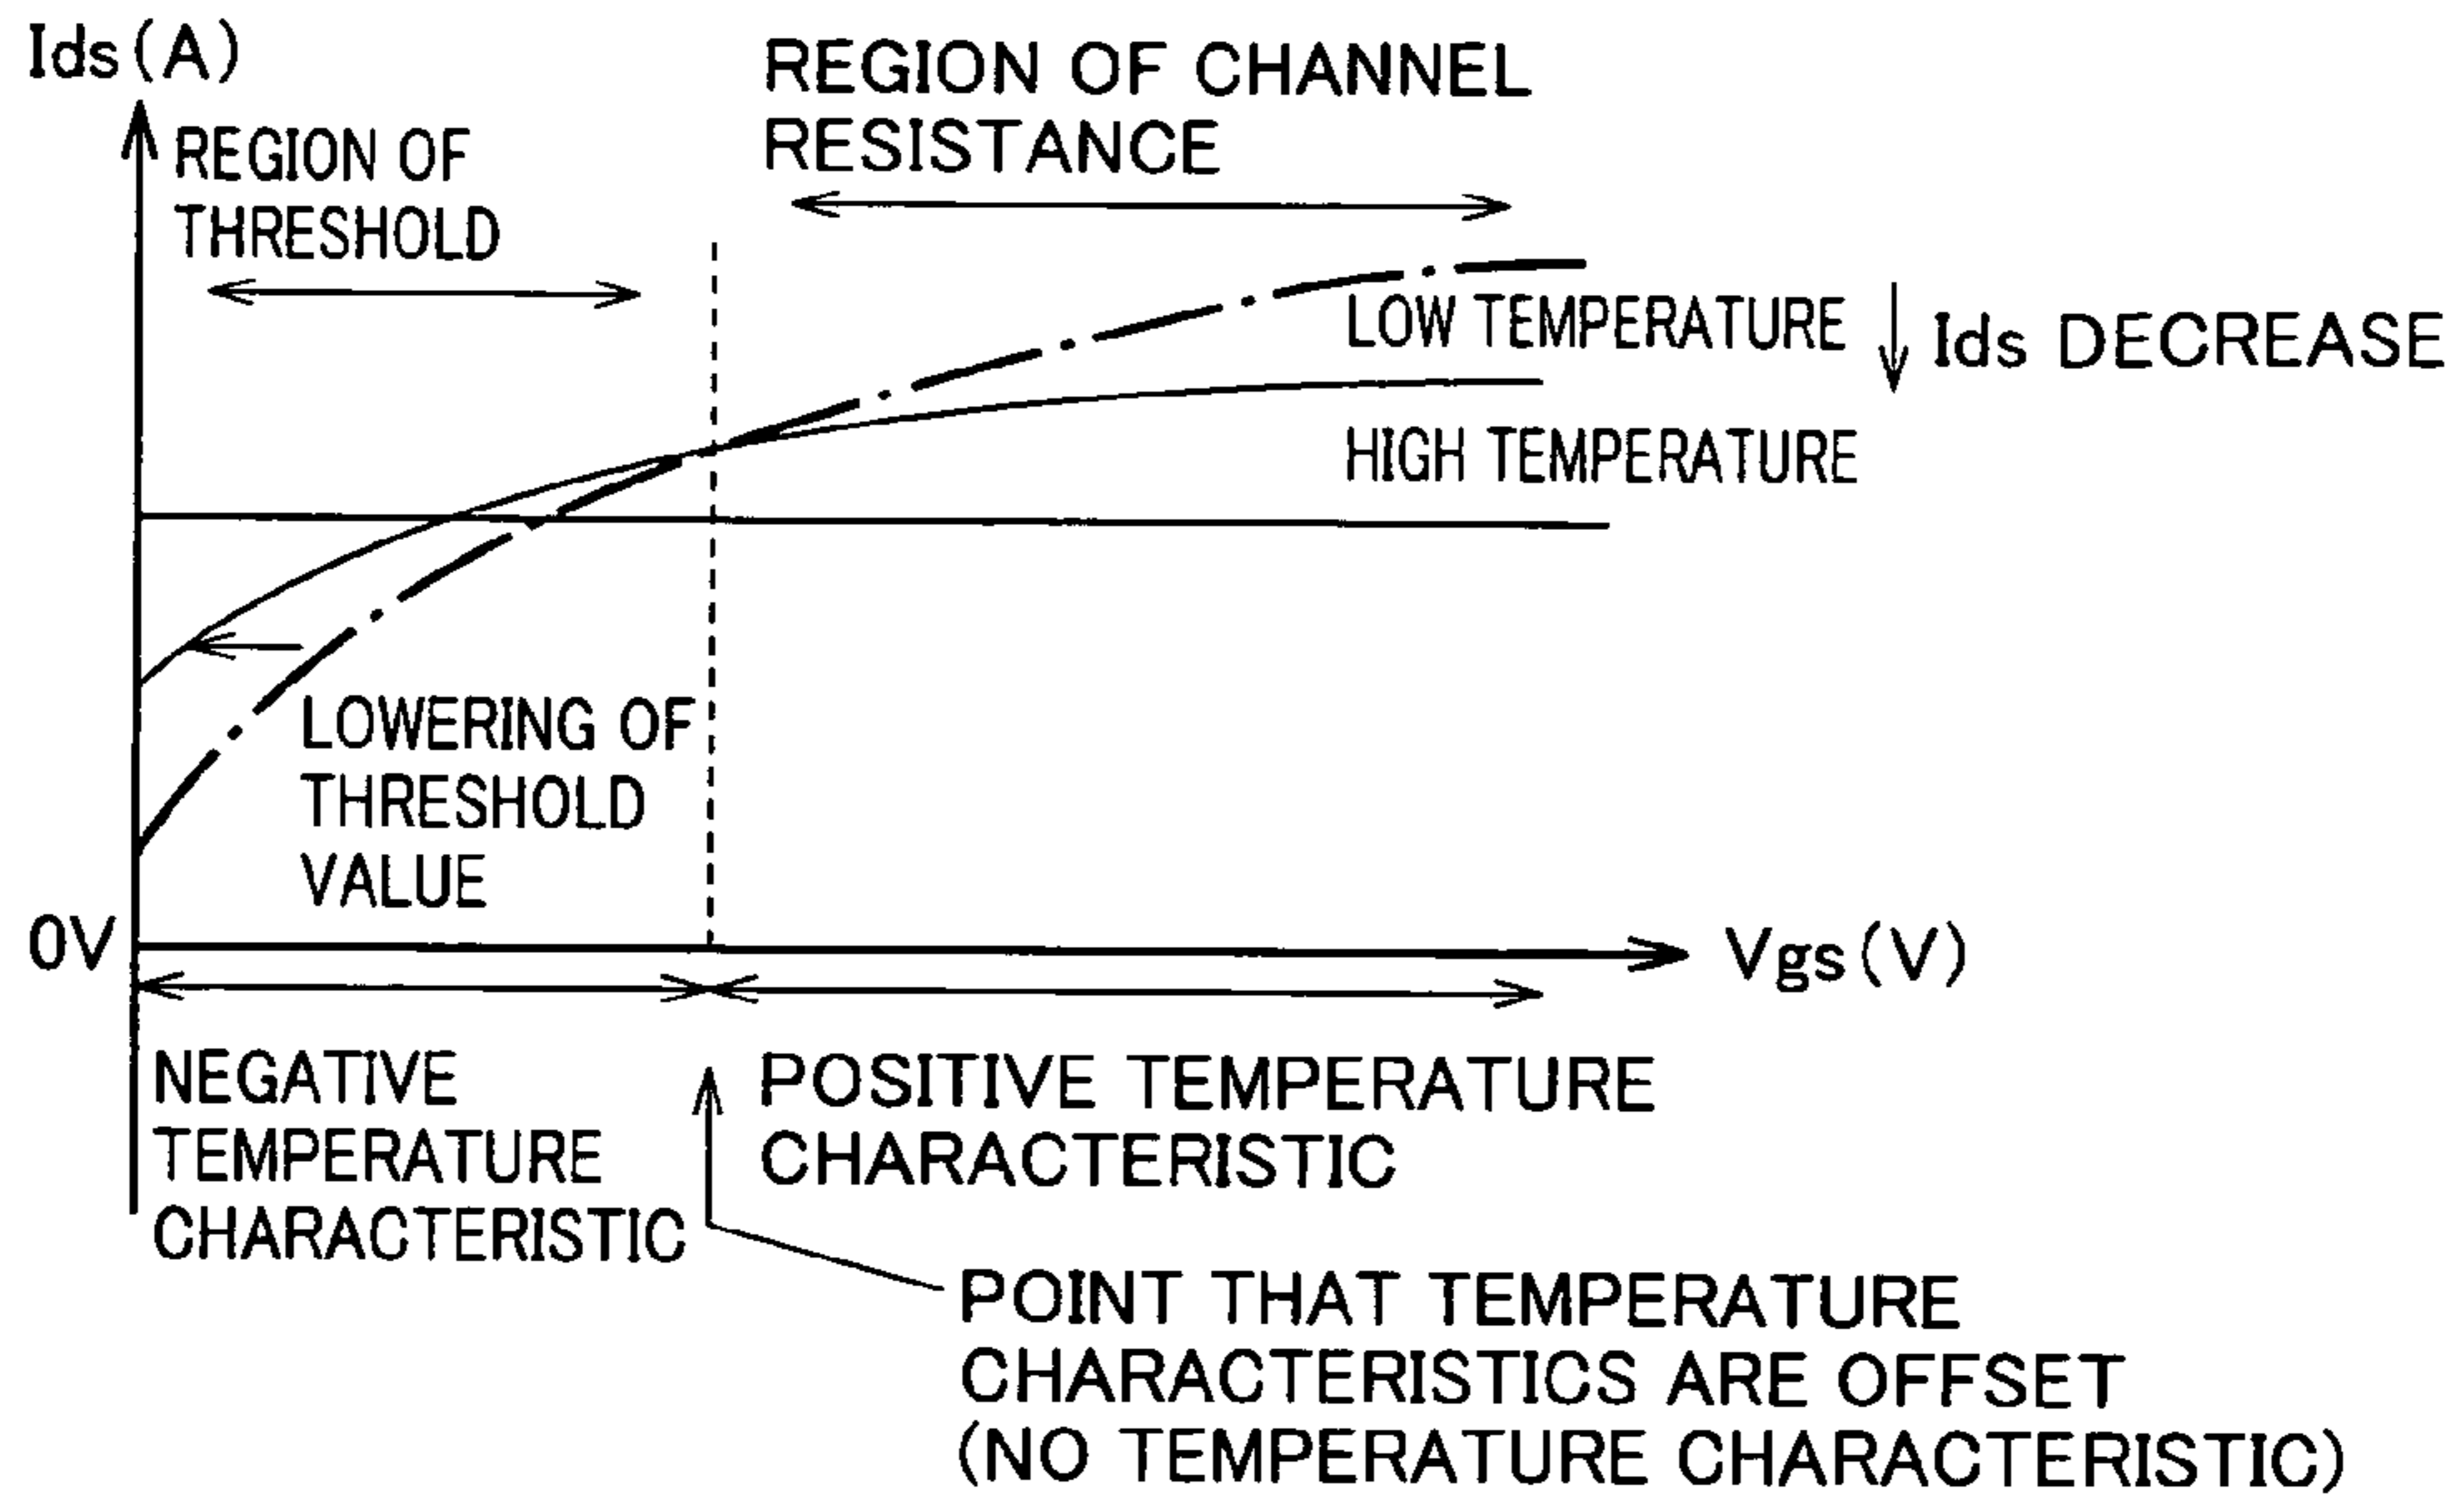 Ids(A)
REGION OF CHANNEL
RESISTANCE
REGION OF
THRESHOLD
LOW TEMPERATURE
Ids DECREASE
HIGH TEMPERATURE
LOWERING OF
THRESHOLD
VALUE
0V
Vgs(V)
NEGATIVE
TEMPERATURE
CHARACTERISTIC
POSITIVE TEMPERATURE
CHARACTERISTIC
POINT THAT TEMPERATURE
CHARACTERISTICS ARE OFFSET
(NO TEMPERATURE CHARACTERISTIC)